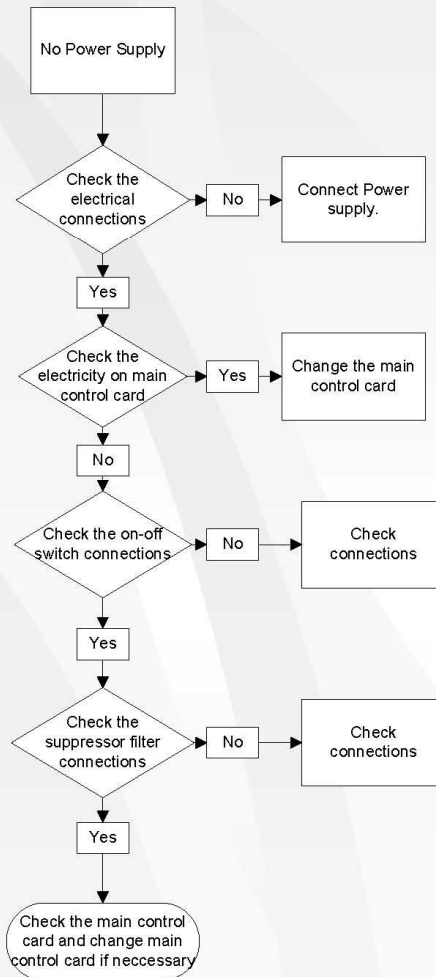 No Power Supply
Check the
electrical
connections
No
Connect Power
supply.
Yes
Check the
electricity on main
control card
Yes
Change the main
control card
No
Check the on-off
switch connections
No
Check
connections
Yes
Check the
suppressor filter
connections
No
Check
connections
Yes
Check the main control
card and change main
control card if neccessary